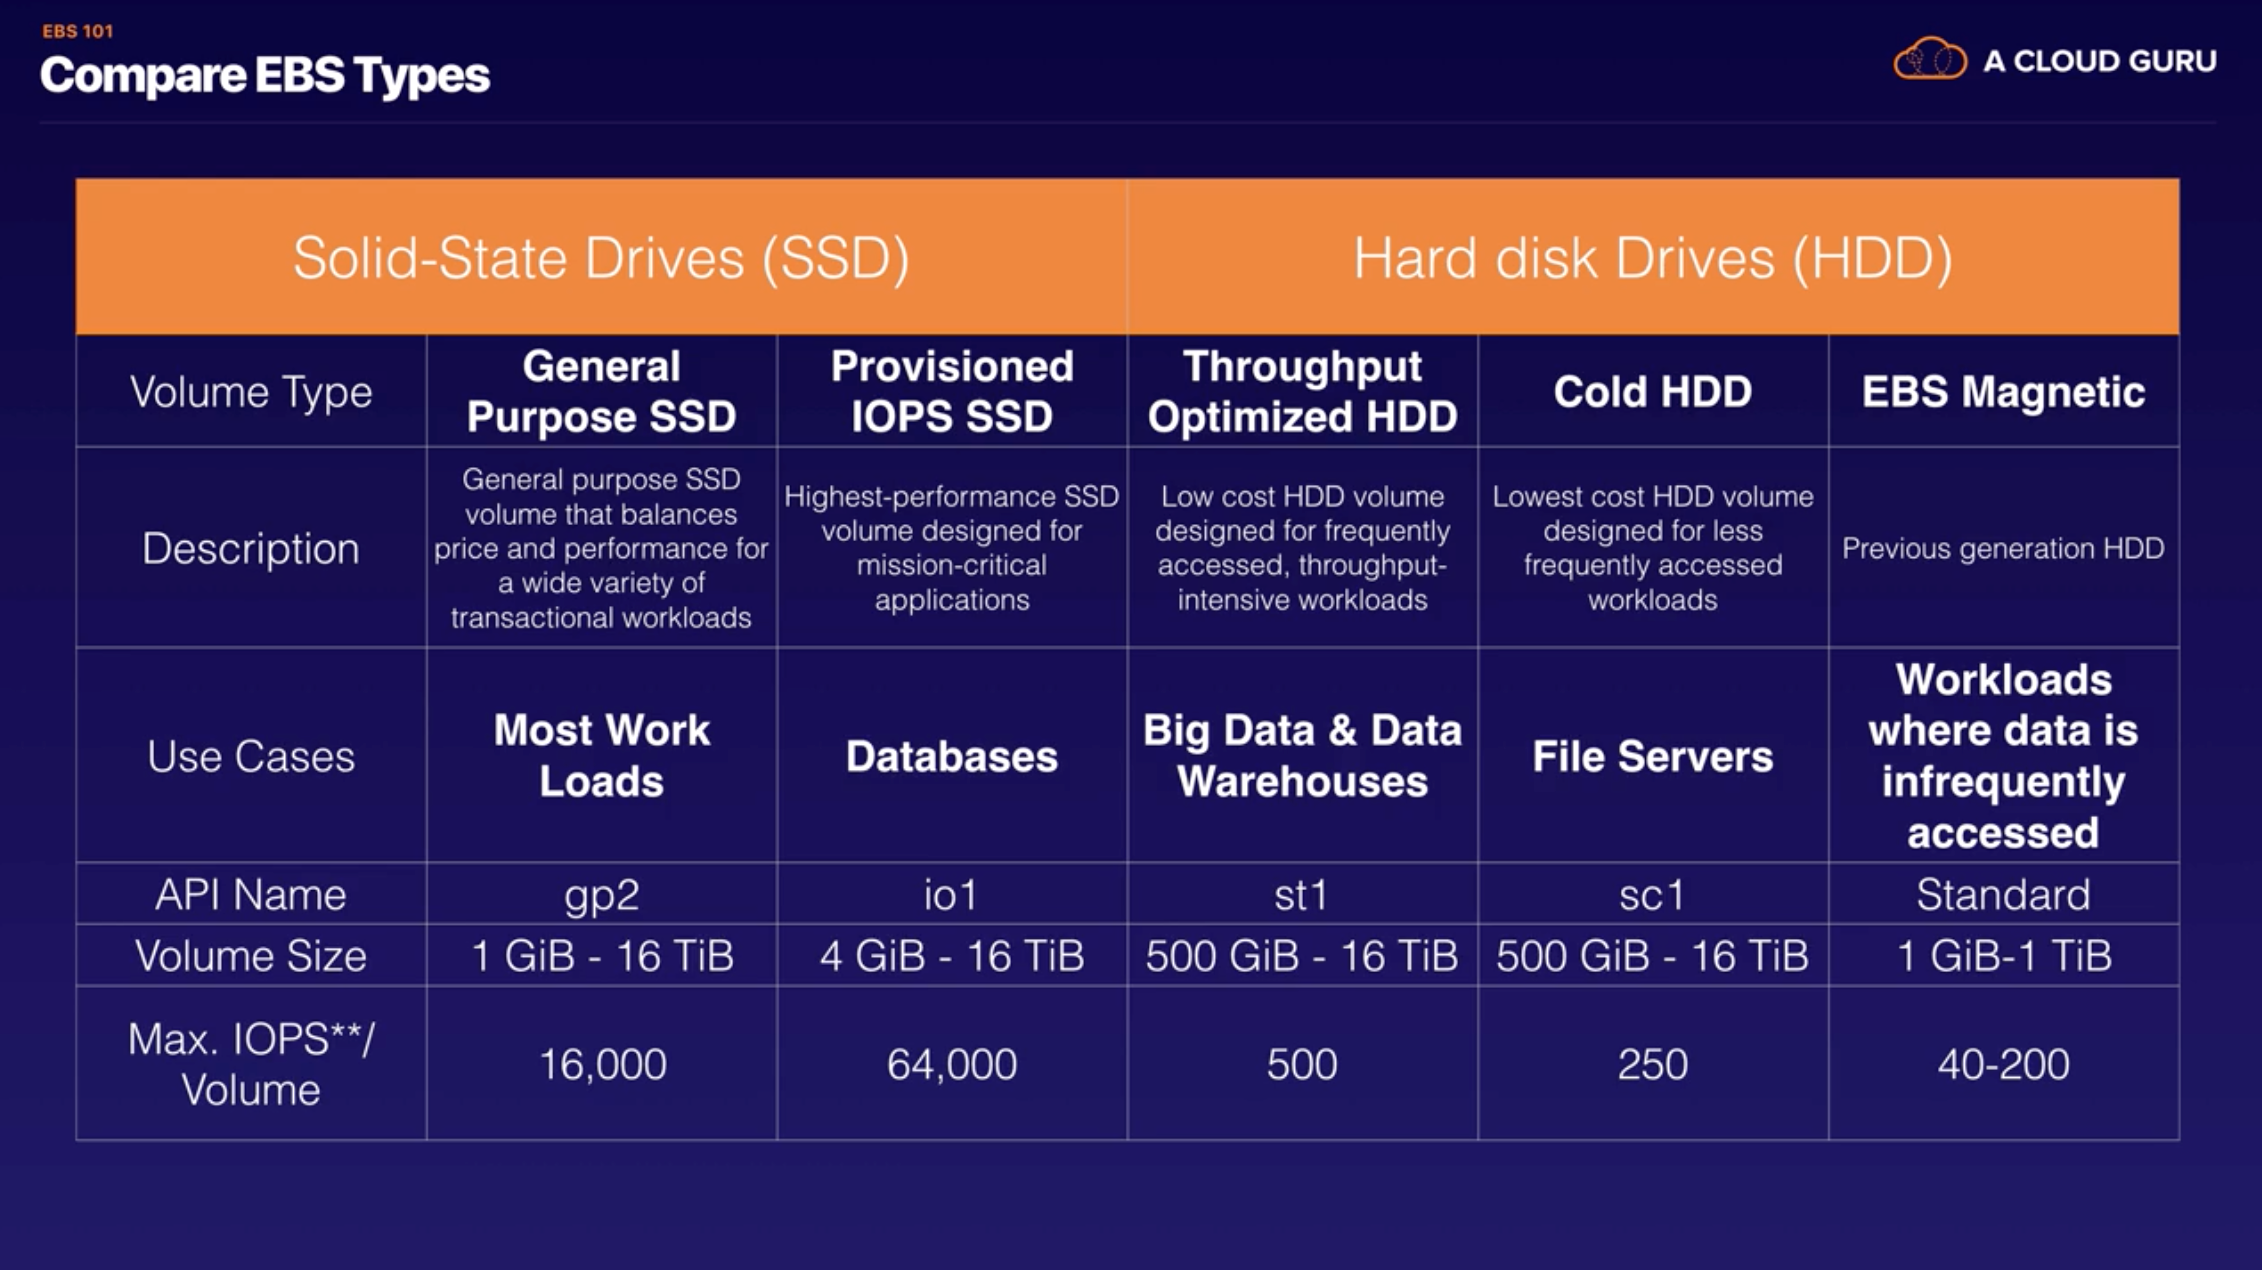 EBS 101
Compare EBS Types
A CLOUD GURU
Solid-State Drives (SSD)
Hard disk Drives (HDD)
Volume Type
General
Purpose SSD
Provisioned
IOPS SSD
Throughput
Optimized HDD
Cold HDD
EBS Magnetic
Description
General purpose SSD
volume that balances
price and performance for
a wide variety of
transactional workloads
Highest-performance SSD
volume designed for
mission-critical
applications
Low cost HDD volume
designed for frequently
accessed, throughput-
intensive workloads
Lowest cost HDD volume
designed for less
frequently accessed
workloads
Previous generation HDD
Use Cases
Most Work
Loads
Databases
Big Data & Data
Warehouses
File Servers
Workloads
where data is
infrequently
accessed
API Name
gp2
io1
st1
sc1
Standard
Volume Size
1 GiB - 16 TiB
4 GiB - 16 TiB
500 GiB - 16 TiB
500 GiB - 16 TiB
1 GiB-1 TiB
Max. IOPS**/
Volume
16,000
64,000
500
250
40-200